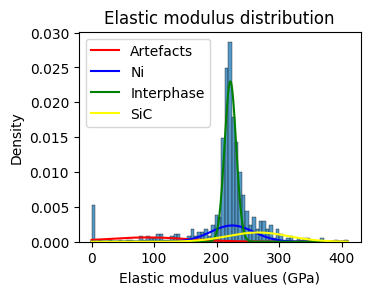 Elastic modulus distribution
0.030
0.025
0.020
0.015
0.010
0.005
0.000
Density
Artefacts
Ni
Interphase
SiC
0 100 200 300 400
Elastic modulus values (GPa)